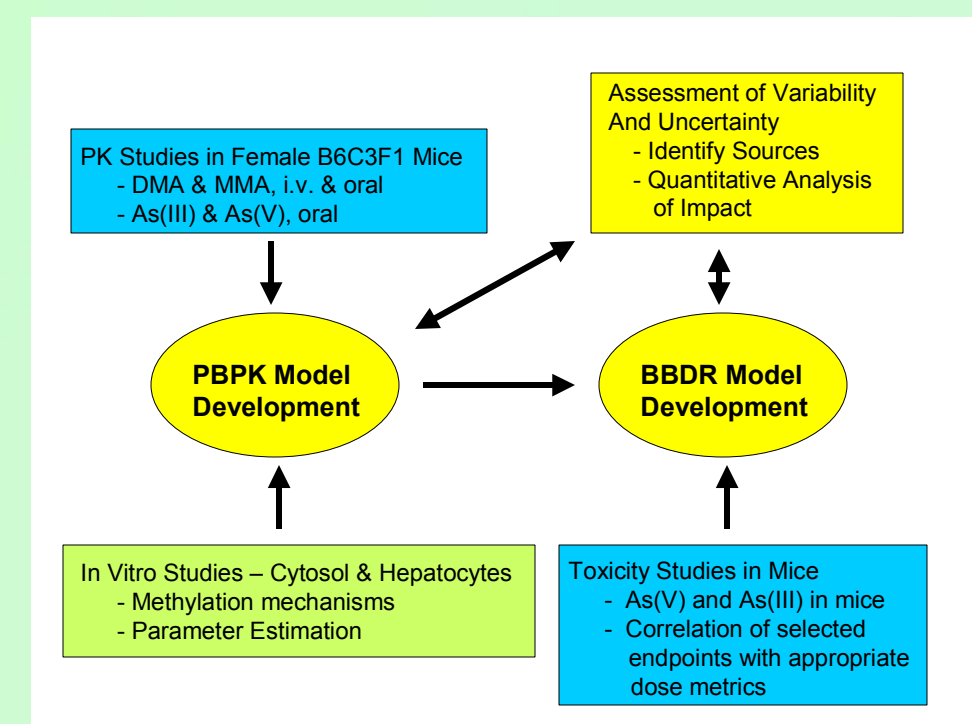 PK Studies in Female B6C3F1 Mice
- DMA & MMA, i.v. & oral
- As(III) & As(V), oral
Assessment of Variability
And Uncertainty
- Identify Sources
- Quantitative Analysis
of Impact
PBPK Model
Development
BBDR Model
Development
In Vitro Studies – Cytosol & Hepatocytes
- Methylation mechanisms
- Parameter Estimation
Toxicity Studies in Mice
- As(V) and As(III) in mice
- Correlation of selected
endpoints with appropriate
dose metrics